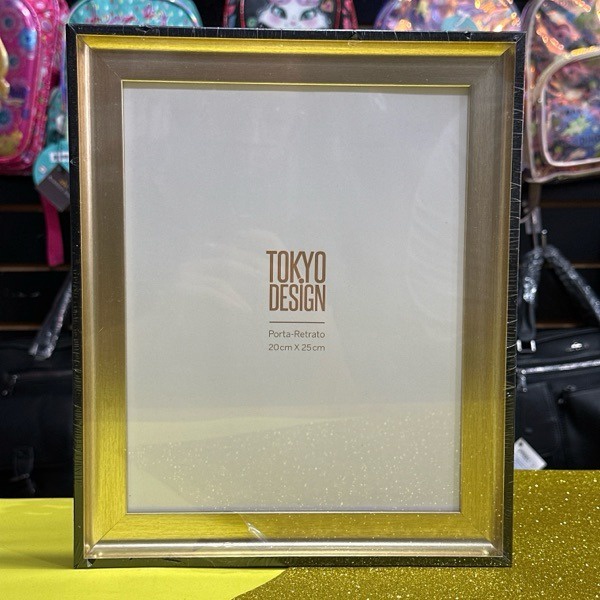 TOKYO
DESIGN
Porta-Retrato
20cm X 25cm